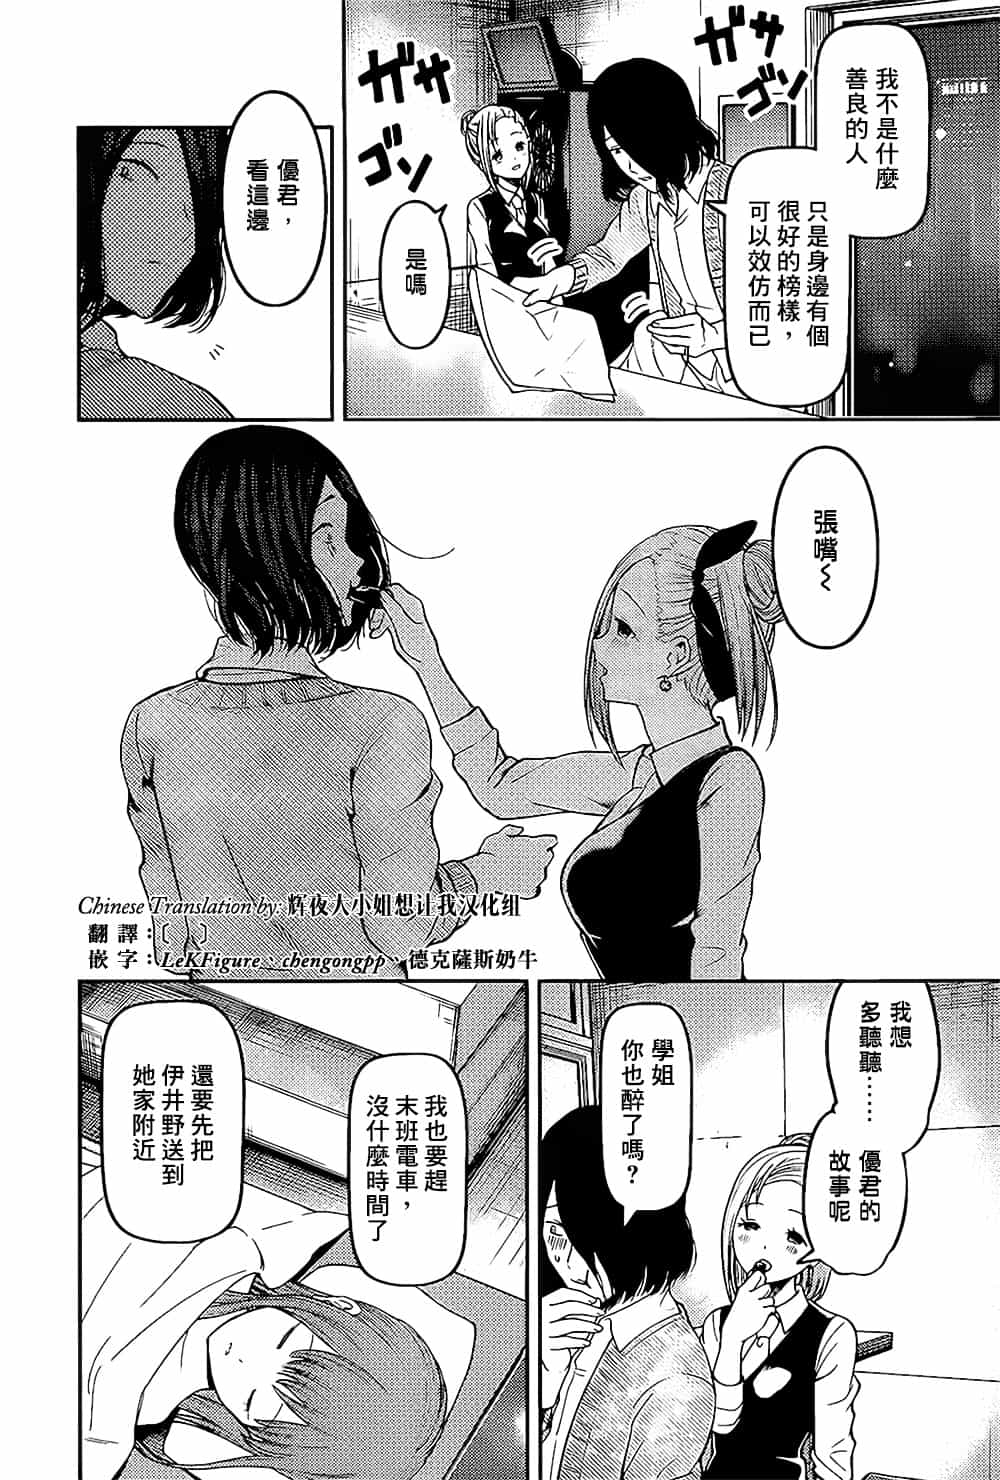 我不是什麼
善良的人
只是身邊有個
很好的榜樣，
可以效仿而已
ガサ
ゴソ
ガサ
ゴソ
是嗎
優君，
看這邊
張嘴～
Chinese Translation by: 辉夜大小姐想让我汉化组
翻譯：〔 〕
嵌字：LeKFigure、chengongpp、德克薩斯奶牛
我想
多聽聽……
優君的
故事呢
學姐
你也醉了嗎？
我也要趕
末班電車，
沒什麼時間了
還要先把
伊井野送到
她家附近